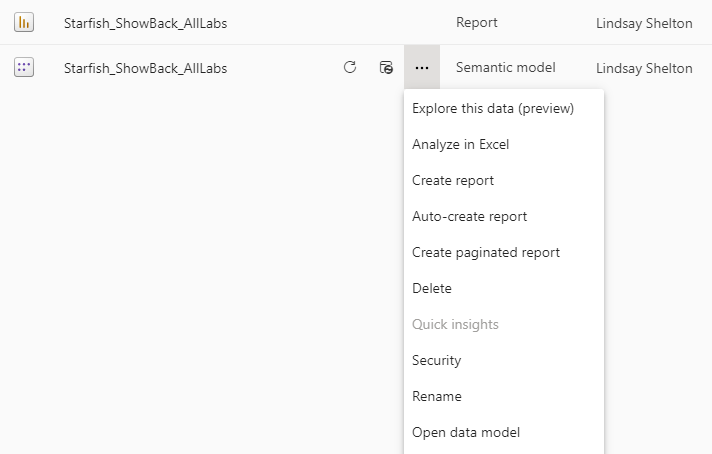 Starfish_ShowBack_AllLabs Report Lindsay Shelton
Starfish_ShowBack_AllLabs Semantic model Lindsay Shelton
Explore this data (preview)
Analyze in Excel
Create report
Auto-create report
Create paginated report
Delete
Quick insights
Security
Rename
Open data model